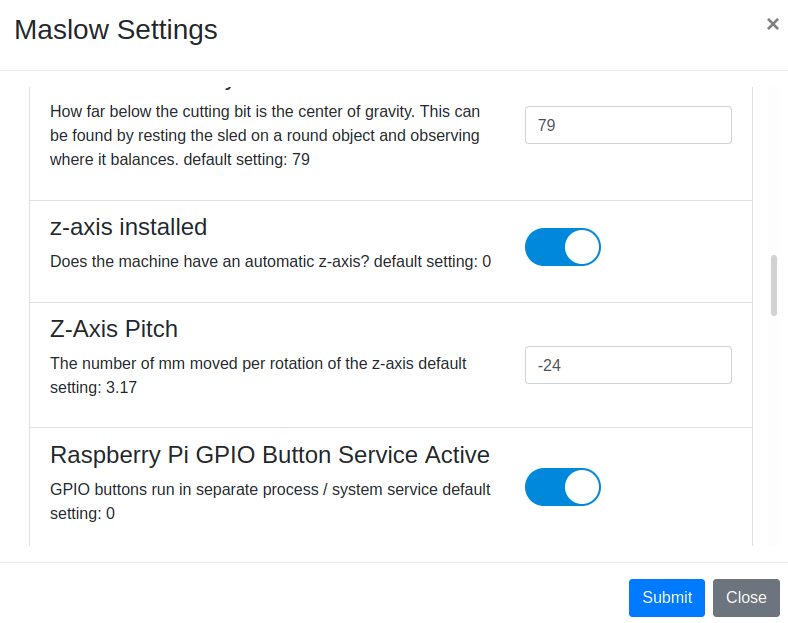 Maslow Settings
×
How far below the cutting bit is the center of gravity. This can
be found by resting the sled on a round object and observing
where it balances. default setting: 79
79
z-axis installed
Does the machine have an automatic z-axis? default setting: 0
Z-Axis Pitch
The number of mm moved per rotation of the z-axis default
setting: 3.17
-24
Raspberry Pi GPIO Button Service Active
GPIO buttons run in separate process / system service default
setting: 0
Submit
Close